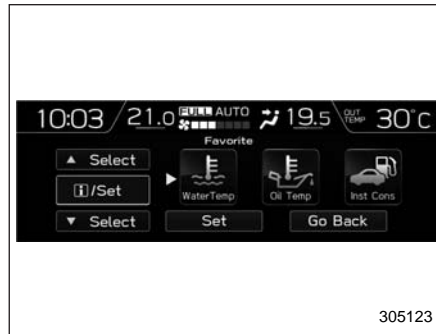 10:03 21.0 FULL AUTO 19.5 OUT TEMP 30°C
Favorite
▲ Select
i/Set
▼ Select
WaterTemp Oil Temp Inst Cons
Set Go Back
305123